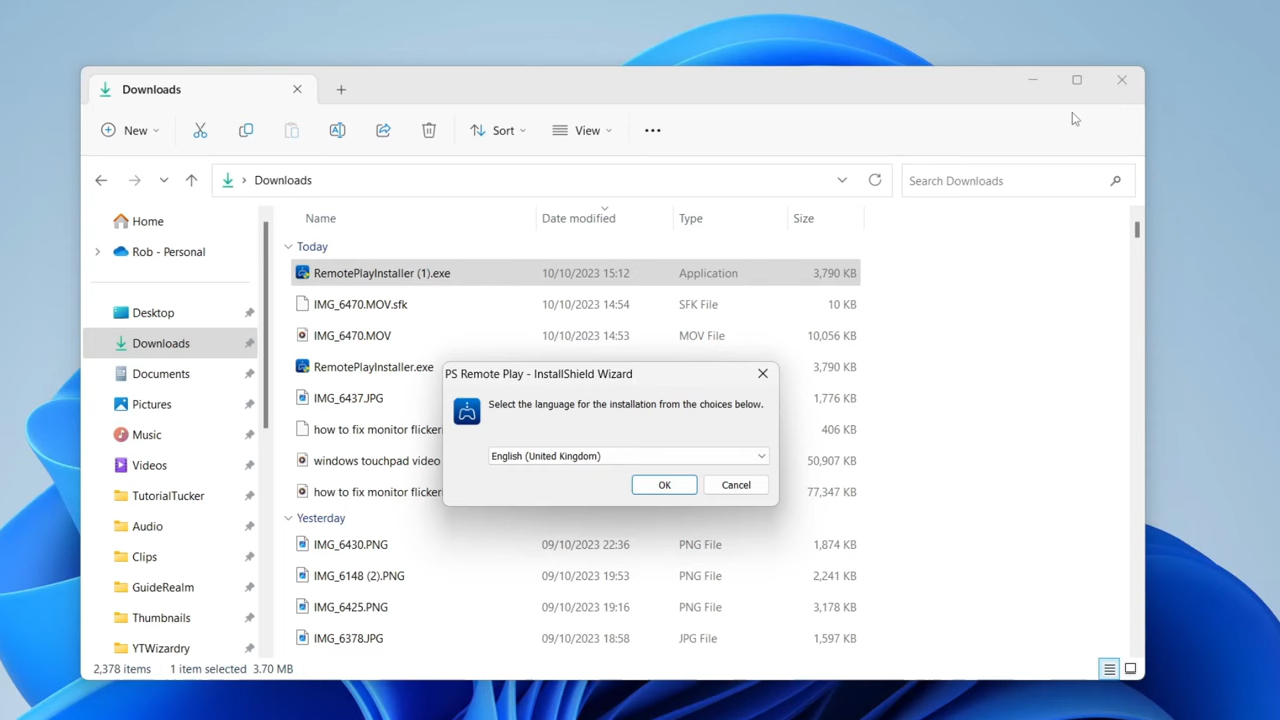 Downloads
New
Sort
View
Downloads
Search Downloads
Home
Rob - Personal
Desktop
Downloads
Documents
Pictures
Music
Videos
TutorialTucker
Audio
Clips
GuideRealm
Thumbnails
YTWizardry
Name Date modified Type Size
Today
RemotePlayInstaller (1).exe 10/10/2023 15:12 Application 3,790 KB
IMG_6470.MOV.sfk 10/10/2023 14:54 SFK File 10 KB
IMG_6470.MOV 10/10/2023 14:53 MOV File 10,056 KB
RemotePlayInstaller.exe 3,790 KB
IMG_6437.JPG 1,776 KB
how to fix monitor flicker 406 KB
windows touchpad video 50,907 KB
how to fix monitor flicker 77,347 KB
Yesterday
IMG_6430.PNG 09/10/2023 22:36 PNG File 1,874 KB
IMG_6148 (2).PNG 09/10/2023 19:53 PNG File 2,241 KB
IMG_6425.PNG 09/10/2023 19:16 PNG File 3,178 KB
IMG_6378.JPG 09/10/2023 18:58 JPG File 1,597 KB
PS Remote Play - InstallShield Wizard
Select the language for the installation from the choices below.
English (United Kingdom)
OK Cancel
2,378 items 1 item selected 3.70 MB